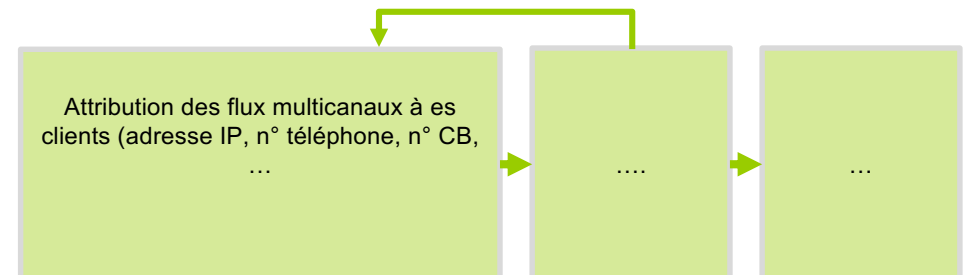 Attribution des flux multicanaux à es
clients (adresse IP, n° téléphone, n° CB,
…
….
…